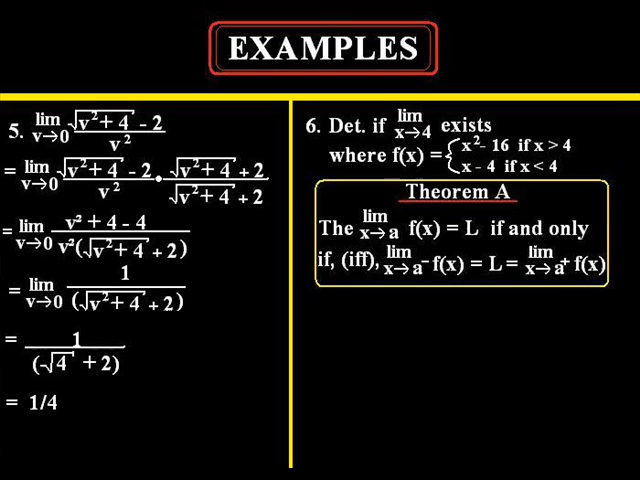 EXAMPLES
5. lim v→0 √(v²+4) - 2 / v²
= lim v→0 √(v²+4) - 2 / v² • √(v²+4) + 2 / √(v²+4) + 2
= lim v→0 v² + 4 - 4 / v²(√(v²+4) + 2)
= lim v→0 1 / (√(v²+4) + 2)
= 1 / (√4 + 2)
= 1/4
6. Det. if lim x→4 exists
where f(x) = { x² - 16 if x > 4
x - 4 if x < 4
Theorem A
The lim x→a f(x) = L if and only
if, (iff), lim x→a⁻ f(x) = L = lim x→a⁺ f(x)